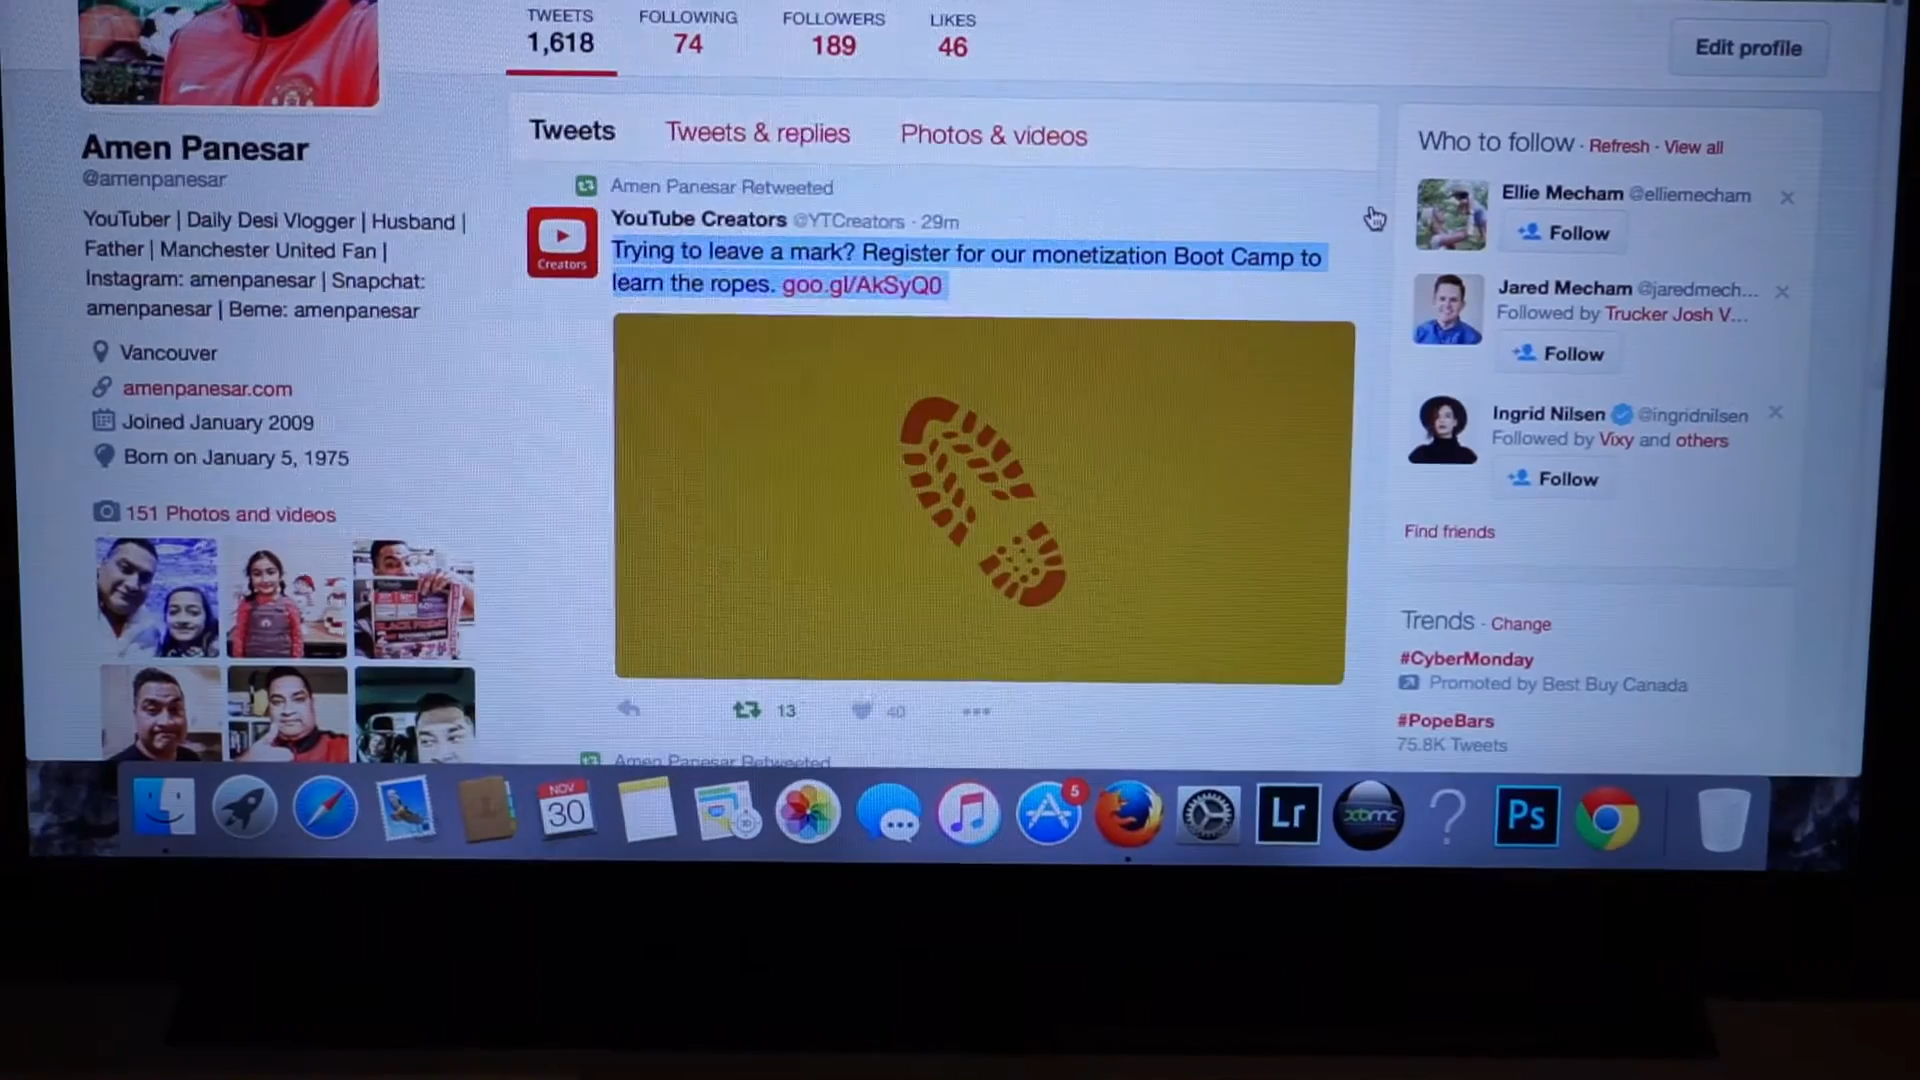 TWEETS
1,618
FOLLOWING
74
FOLLOWERS
189
LIKES
46
Edit profile
Amen Panesar
@amenpanesar
YouTuber | Daily Desi Vlogger | Husband |
Father | Manchester United Fan |
Instagram: amenpanesar | Snapchat:
amenpanesar | Beme: amenpanesar
Vancouver
amenpanesar.com
Joined January 2009
Born on January 5, 1975
151 Photos and videos
BLACK FRIDAY
Tweets
Tweets & replies
Photos & videos
Amen Panesar Retweeted
Creators
YouTube Creators @YTCreators · 29m
Trying to leave a mark? Register for our monetization Boot Camp to
learn the ropes. goo.gl/AkSyQ0
13
40
Amen Panesar Retweeted
Who to follow · Refresh · View all
Ellie Mecham @elliemecham
Follow
Jared Mecham @jaredmech...
Followed by Trucker Josh V...
Follow
Ingrid Nilsen @ingridnilsen
Followed by Vixy and others
Follow
Find friends
Trends · Change
#CyberMonday
Promoted by Best Buy Canada
#PopeBars
75.8K Tweets
NOV
30
5
Lr
xbmc
?
Ps